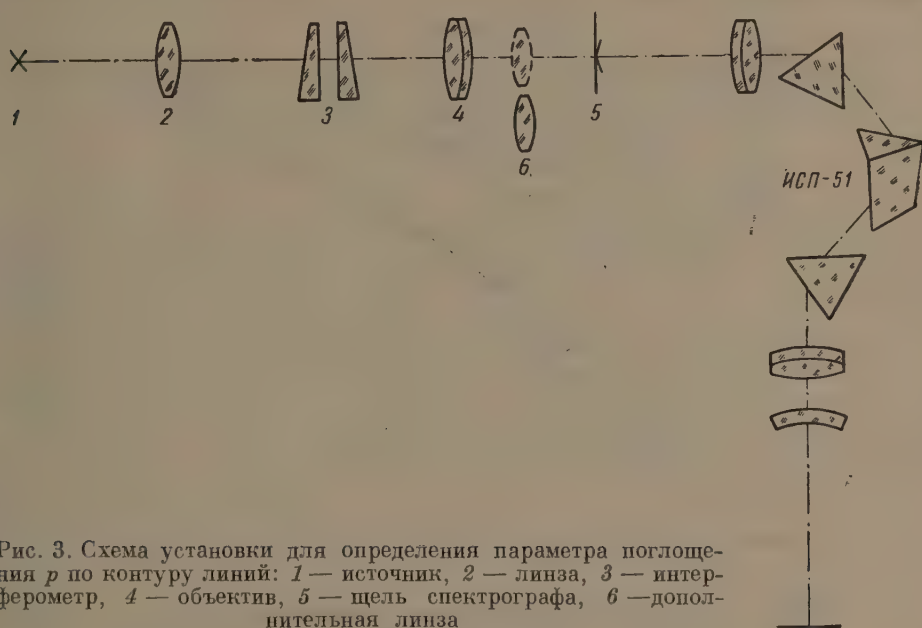 1
2
3
4
5
6.
ИСП-51
Рис. 3. Схема установки для определения параметра поглоще-
ния p по контуру линий: 1 — источник, 2 — линза, 3 — интер-
ферометр, 4 — объектив, 5 — щель спектрографа, 6 —допол-
нительная линза